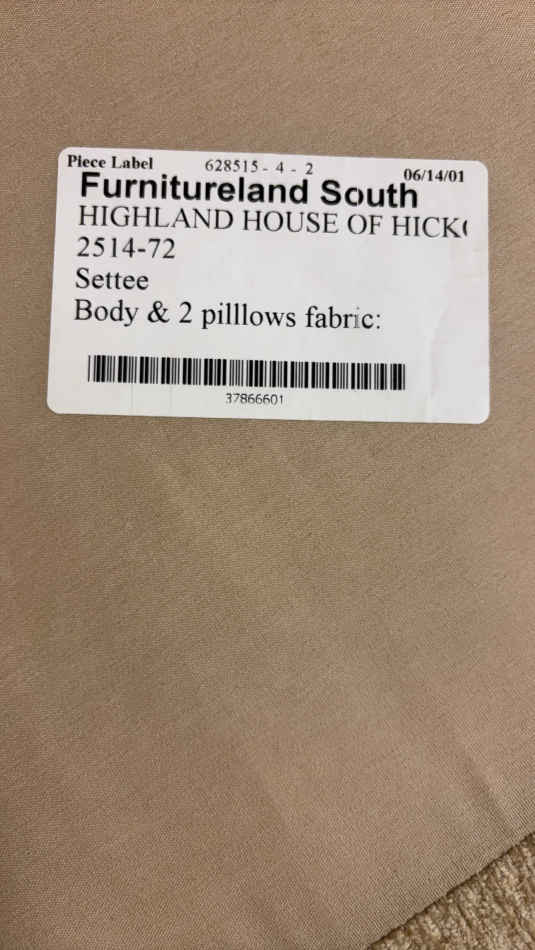 Piece Label 628515 - 4 - 2 06/14/01
Furnitureland South
HIGHLAND HOUSE OF HICK
2514-72
Settee
Body & 2 pilllows fabric:
37866601